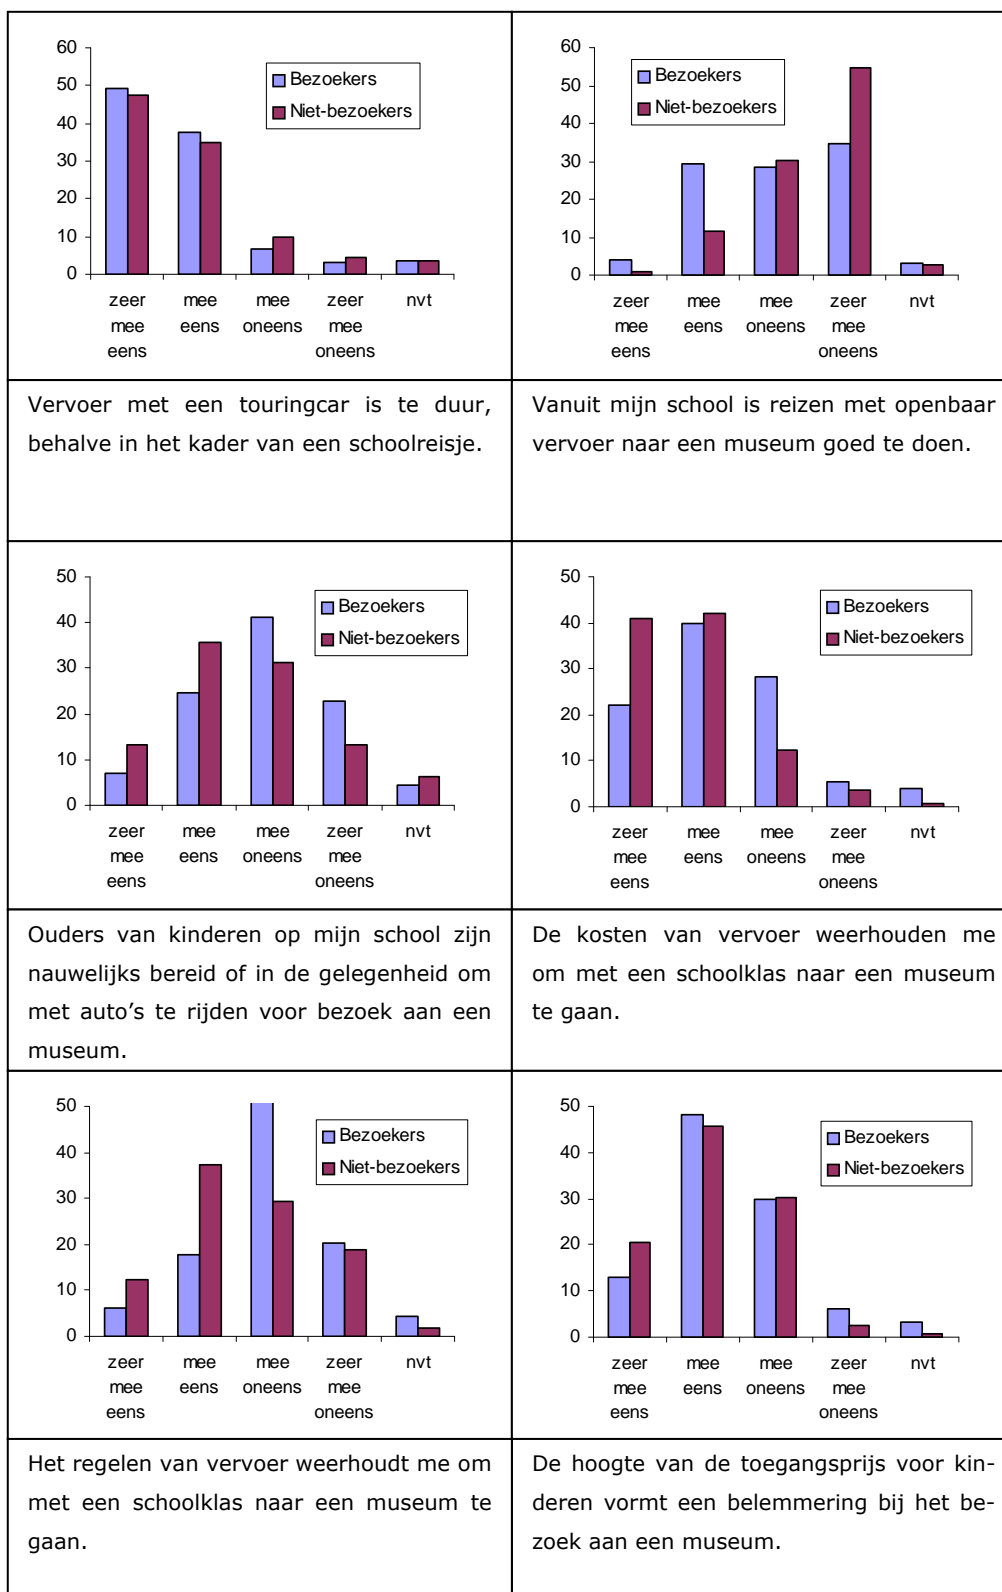 60
50
40
30
20
10
0
Bezoekers
Niet-bezoekers
zeer mee eens
mee eens
mee oneens
zeer mee oneens
nvt
60
50
40
30
20
10
0
Bezoekers
Niet-bezoekers
zeer mee eens
mee eens
mee oneens
zeer mee oneens
nvt
Vervoer met een touringcar is te duur,
behalve in het kader van een schoolreisje.
Vanuit mijn school is reizen met openbaar
vervoer naar een museum goed te doen.
50
40
30
20
10
0
Bezoekers
Niet-bezoekers
zeer mee eens
mee eens
mee oneens
zeer mee oneens
nvt
50
40
30
20
10
0
Bezoekers
Niet-bezoekers
zeer mee eens
mee eens
mee oneens
zeer mee oneens
nvt
Ouders van kinderen op mijn school zijn
nauwelijks bereid of in de gelegenheid om
met auto's te rijden voor bezoek aan een
museum.
De kosten van vervoer weerhouden me
om met een schoolklas naar een museum
te gaan.
50
40
30
20
10
0
Bezoekers
Niet-bezoekers
zeer mee eens
mee eens
mee oneens
zeer mee oneens
nvt
50
40
30
20
10
0
Bezoekers
Niet-bezoekers
zeer mee eens
mee eens
mee oneens
zeer mee oneens
nvt
Het regelen van vervoer weerhoudt me om
met een schoolklas naar een museum te
gaan.
De hoogte van de toegangsprijs voor kin-
deren vormt een belemmering bij het be-
zoek aan een museum.